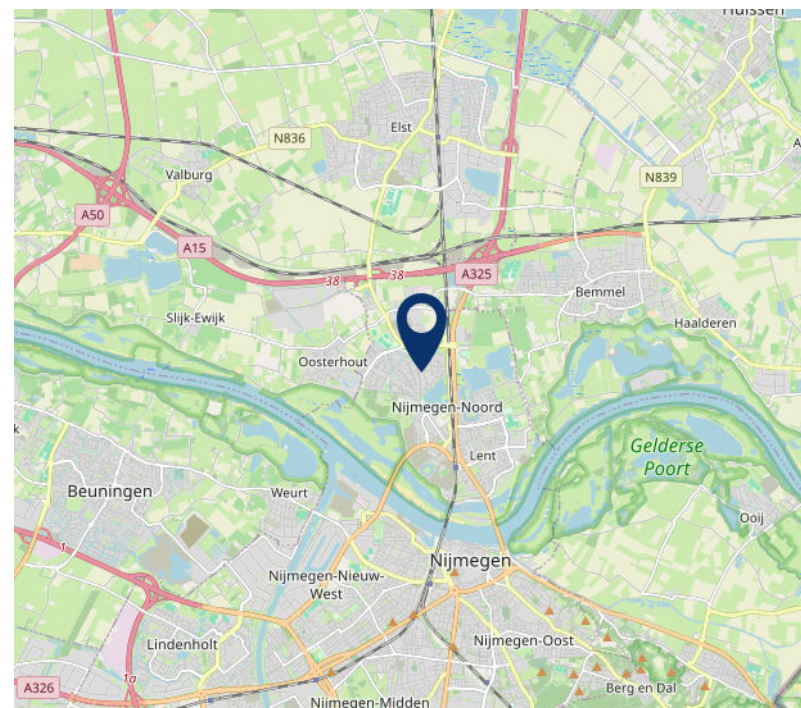 Huissen
Elst
N836
Valburg
N839
A50
A15
38
38
A325
Bemmel
Slijk-Ewijk
Haalderen
Oosterhout
Nijmegen-Noord
Gelderse
Poort
Lent
Beuningen
Weurt
Ooij
1
Nijmegen
Nijmegen-Nieuw-
West
Nijmegen-Oost
Lindenholt
1a
A326
Berg en Dal
Nijmegen-Midden